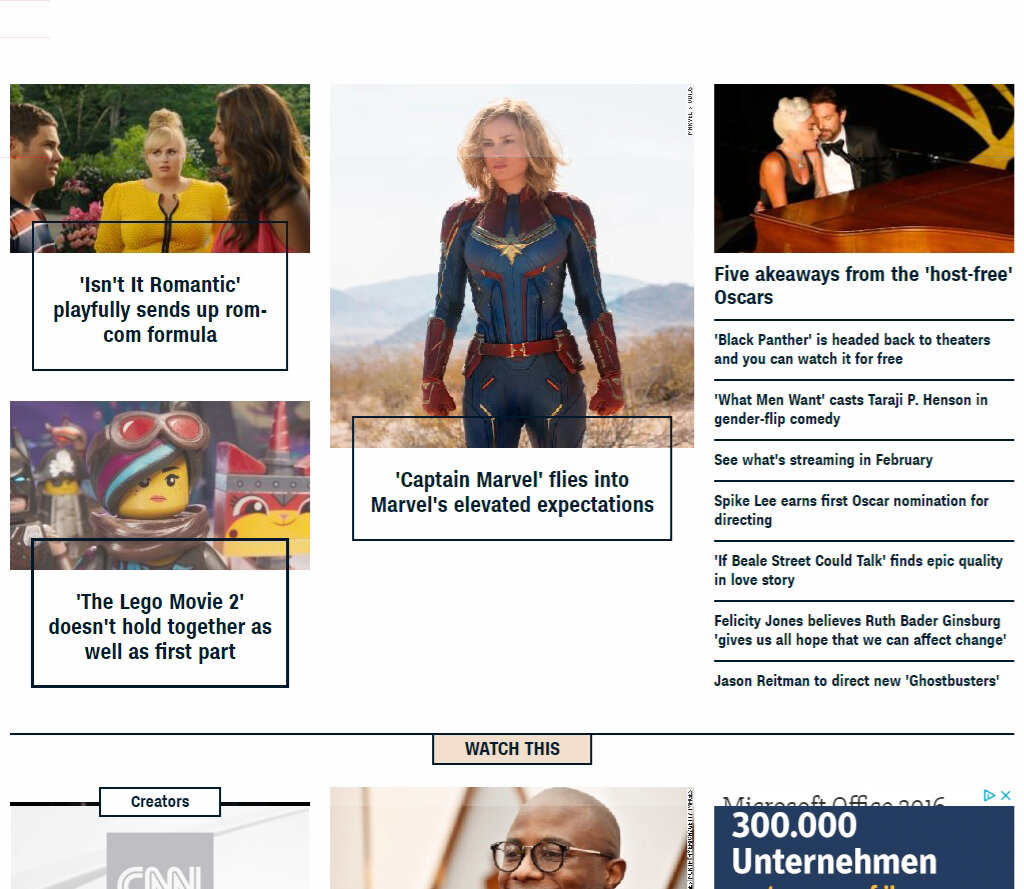 'Isn't It Romantic'
playfully sends up rom-
com formula
'The Lego Movie 2'
doesn't hold together as
well as first part
'Captain Marvel' flies into
Marvel's elevated expectations
Five akeaways from the 'host-free'
Oscars
'Black Panther' is headed back to theaters
and you can watch it for free
'What Men Want' casts Taraji P. Henson in
gender-flip comedy
See what's streaming in February
Spike Lee earns first Oscar nomination for
directing
'If Beale Street Could Talk' finds epic quality
in love story
Felicity Jones believes Ruth Bader Ginsburg
'gives us all hope that we can affect change'
Jason Reitman to direct new 'Ghostbusters'
WATCH THIS
Creators
CNN
Microsoft Office 2016
300.000
Unternehmen